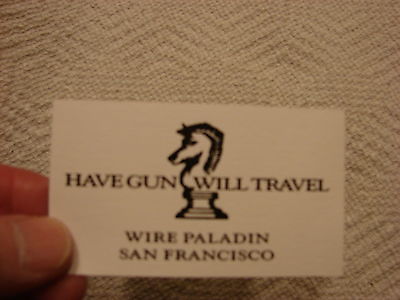 HAVE GUN WILL TRAVEL
WIRE PALADIN
SAN FRANCISCO